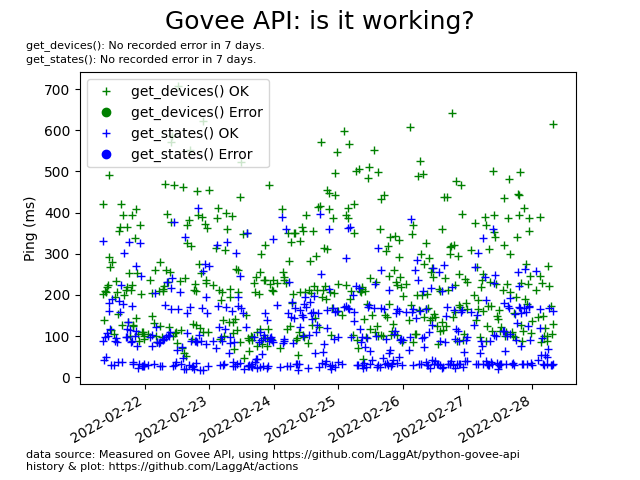 Govee API: is it working?
get_devices(): No recorded error in 7 days.
get_states(): No recorded error in 7 days.
get_devices() OK
get_devices() Error
get_states() OK
get_states() Error
Ping (ms)
700
600
500
400
300
200
100
0
2022-02-22
2022-02-23
2022-02-24
2022-02-25
2022-02-26
2022-02-27
2022-02-28
data source: Measured on Govee API, using https://github.com/LaggAt/python-govee-api
history & plot: https://github.com/LaggAt/actions